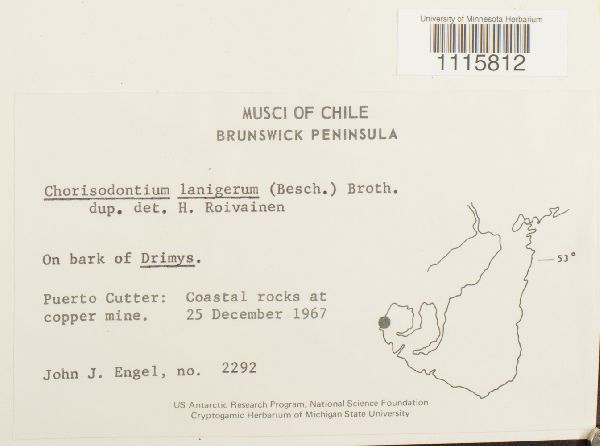 University of Minnesota Herbarium
1115812
MUSCI OF CHILE
BRUNSWICK PENINSULA
Chorisodontium lanigerum (Besch.) Broth.
dup. det. H. Roivainen
On bark of Drimys.
53°
Puerto Cutter: Coastal rocks at
copper mine. 25 December 1967
John J. Engel, no. 2292
US Antarctic Research Program, National Science Foundation
Cryptogamic Herbarium of Michigan State University